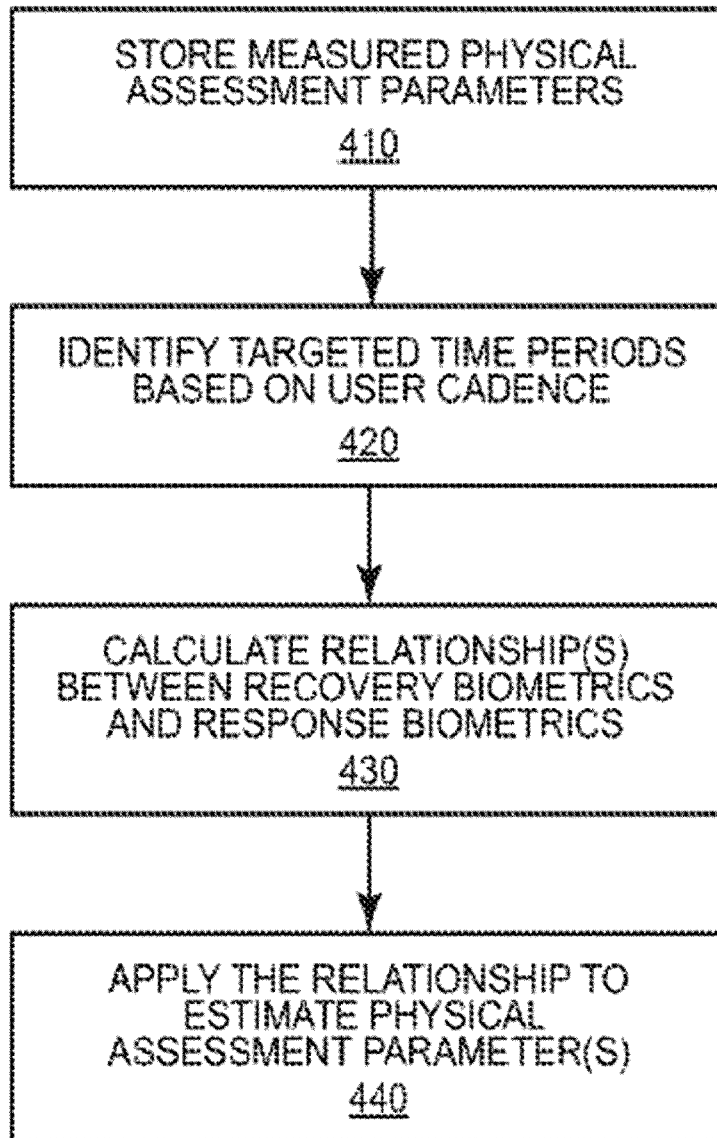 STORE MEASURED PHYSICAL
ASSESSMENT PARAMETERS
410
IDENTIFY TARGETED TIME PERIODS
BASED ON USER CADENCE
420
CALCULATE RELATIONSHIP(S)
BETWEEN RECOVERY BIOMETRICS
AND RESPONSE BIOMETRICS
430
APPLY THE RELATIONSHIP TO
ESTIMATE PHYSICAL
ASSESSMENT PARAMETER(S)
440